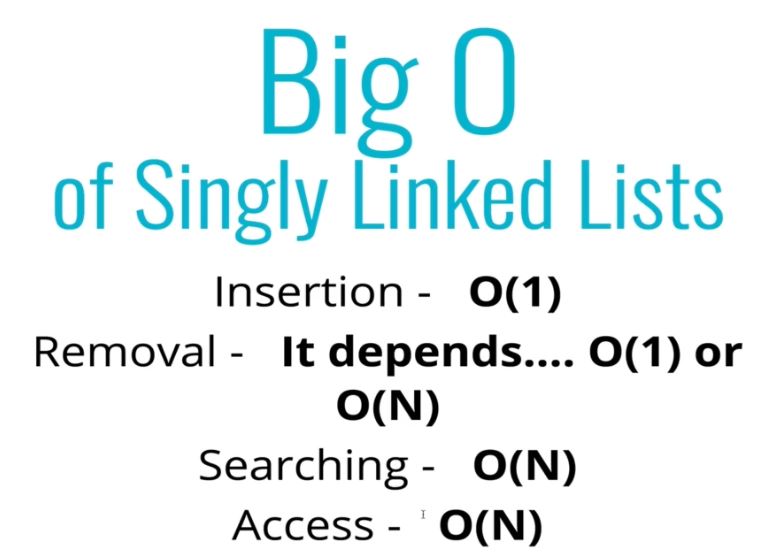 Big O
of Singly Linked Lists
Insertion - O(1)
Removal - It depends.... O(1) or
O(N)
Searching - O(N)
Access - O(N)